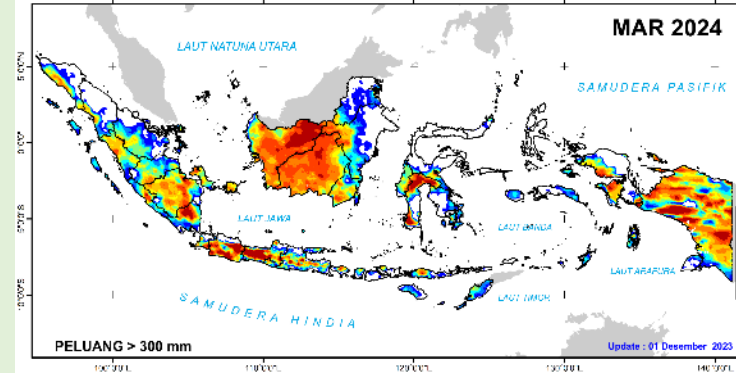 MAR 2024
LAUT NATUNA UTARA
SAMUDERA PASIFIK
LAUT JAWA
LAUT BANDA
LAUT ARAFURA
LAUT TIMOR
SAMUDERA HINDIA
PELUANG > 300 mm
Update : 01 Desember 2023